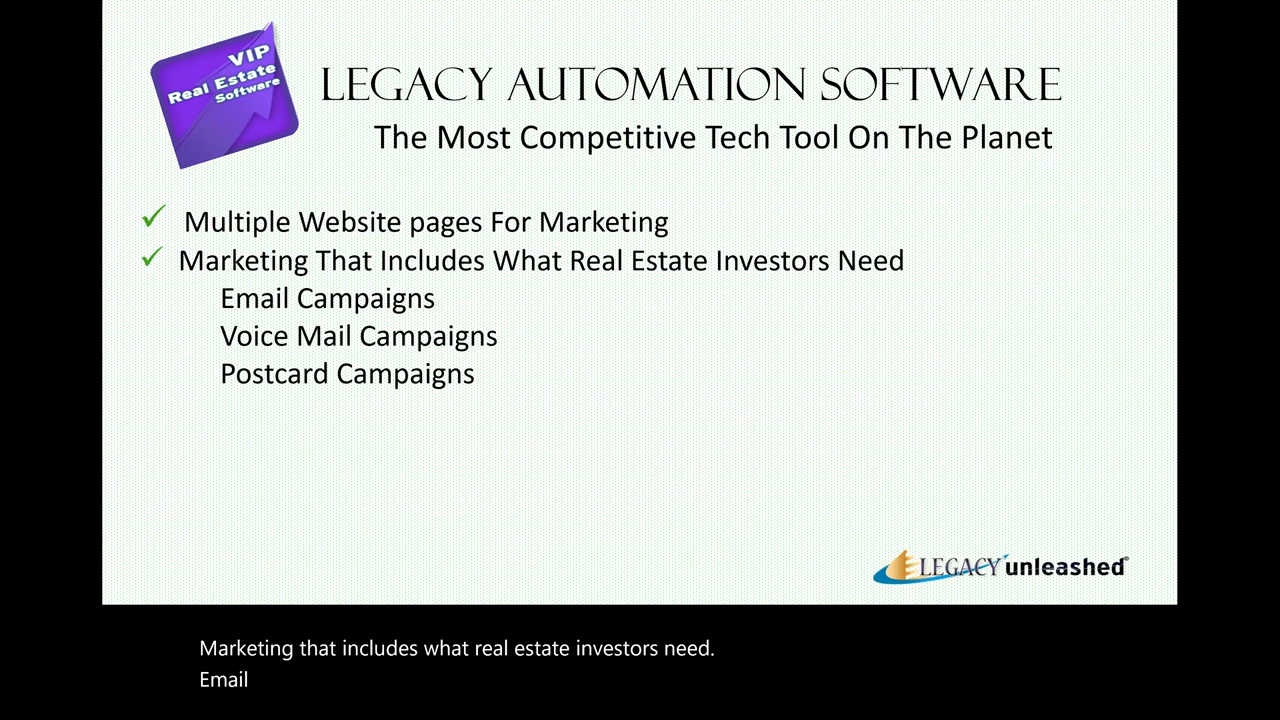 VIP
Real Estate
Software
LEGACY AUTOMATION SOFTWARE
The Most Competitive Tech Tool On The Planet
✓ Multiple Website pages For Marketing
✓ Marketing That Includes What Real Estate Investors Need
Email Campaigns
Voice Mail Campaigns
Postcard Campaigns
LEGACY unleashed®
Marketing that includes what real estate investors need.
Email